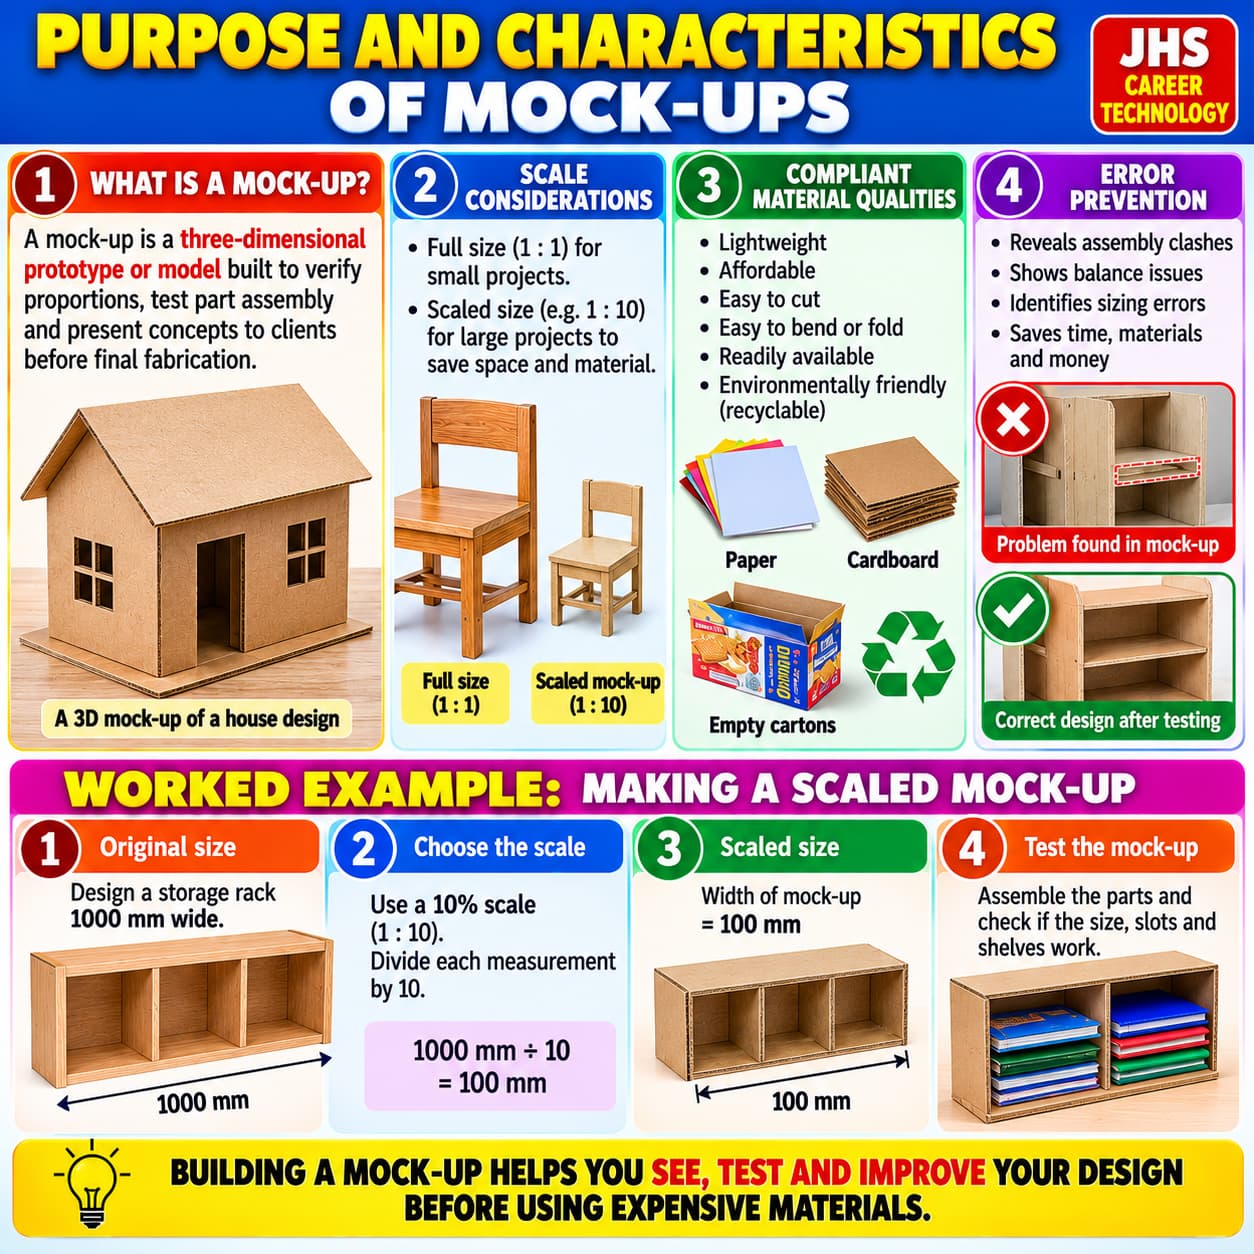 PURPOSE AND CHARACTERISTICS
OF MOCK-UPS
JHS
CAREER
TECHNOLOGY
1 WHAT IS A MOCK-UP?
A mock-up is a three-dimensional
prototype or model built to verify
proportions, test part assembly
and present concepts to clients
before final fabrication.
A 3D mock-up of a house design
2 SCALE
CONSIDERATIONS
• Full size (1 : 1) for
small projects.
• Scaled size (e.g. 1 : 10)
for large projects to
save space and material.
Full size
(1 : 1)
Scaled mock-up
(1 : 10)
3 COMPLIANT
MATERIAL QUALITIES
• Lightweight
• Affordable
• Easy to cut
• Easy to bend or fold
• Readily available
• Environmentally friendly
(recyclable)
Paper
Cardboard
Empty cartons
4 ERROR
PREVENTION
• Reveals assembly clashes
• Shows balance issues
• Identifies sizing errors
• Saves time, materials
and money
Problem found in mock-up
Correct design after testing
WORKED EXAMPLE: MAKING A SCALED MOCK-UP
1 Original size
Design a storage rack
1000 mm wide.
1000 mm
2 Choose the scale
Use a 10% scale
(1 : 10).
Divide each measurement
by 10.
1000 mm ÷ 10
= 100 mm
3 Scaled size
Width of mock-up
= 100 mm
100 mm
4 Test the mock-up
Assemble the parts and
check if the size, slots and
shelves work.
BUILDING A MOCK-UP HELPS YOU SEE, TEST AND IMPROVE YOUR DESIGN
BEFORE USING EXPENSIVE MATERIALS.